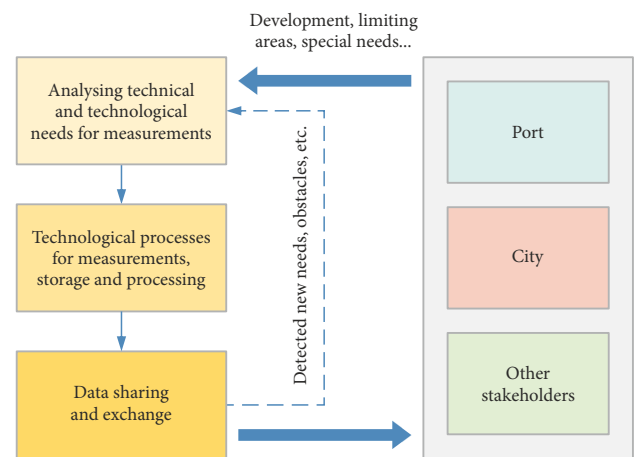 Development, limiting
areas, special needs...
Analysing technical
and technological
needs for measurements
Technological processes
for measurements,
storage and processing
Data sharing
and exchange
Detected new needs, obstacles, etc.
Port
City
Other
stakeholders